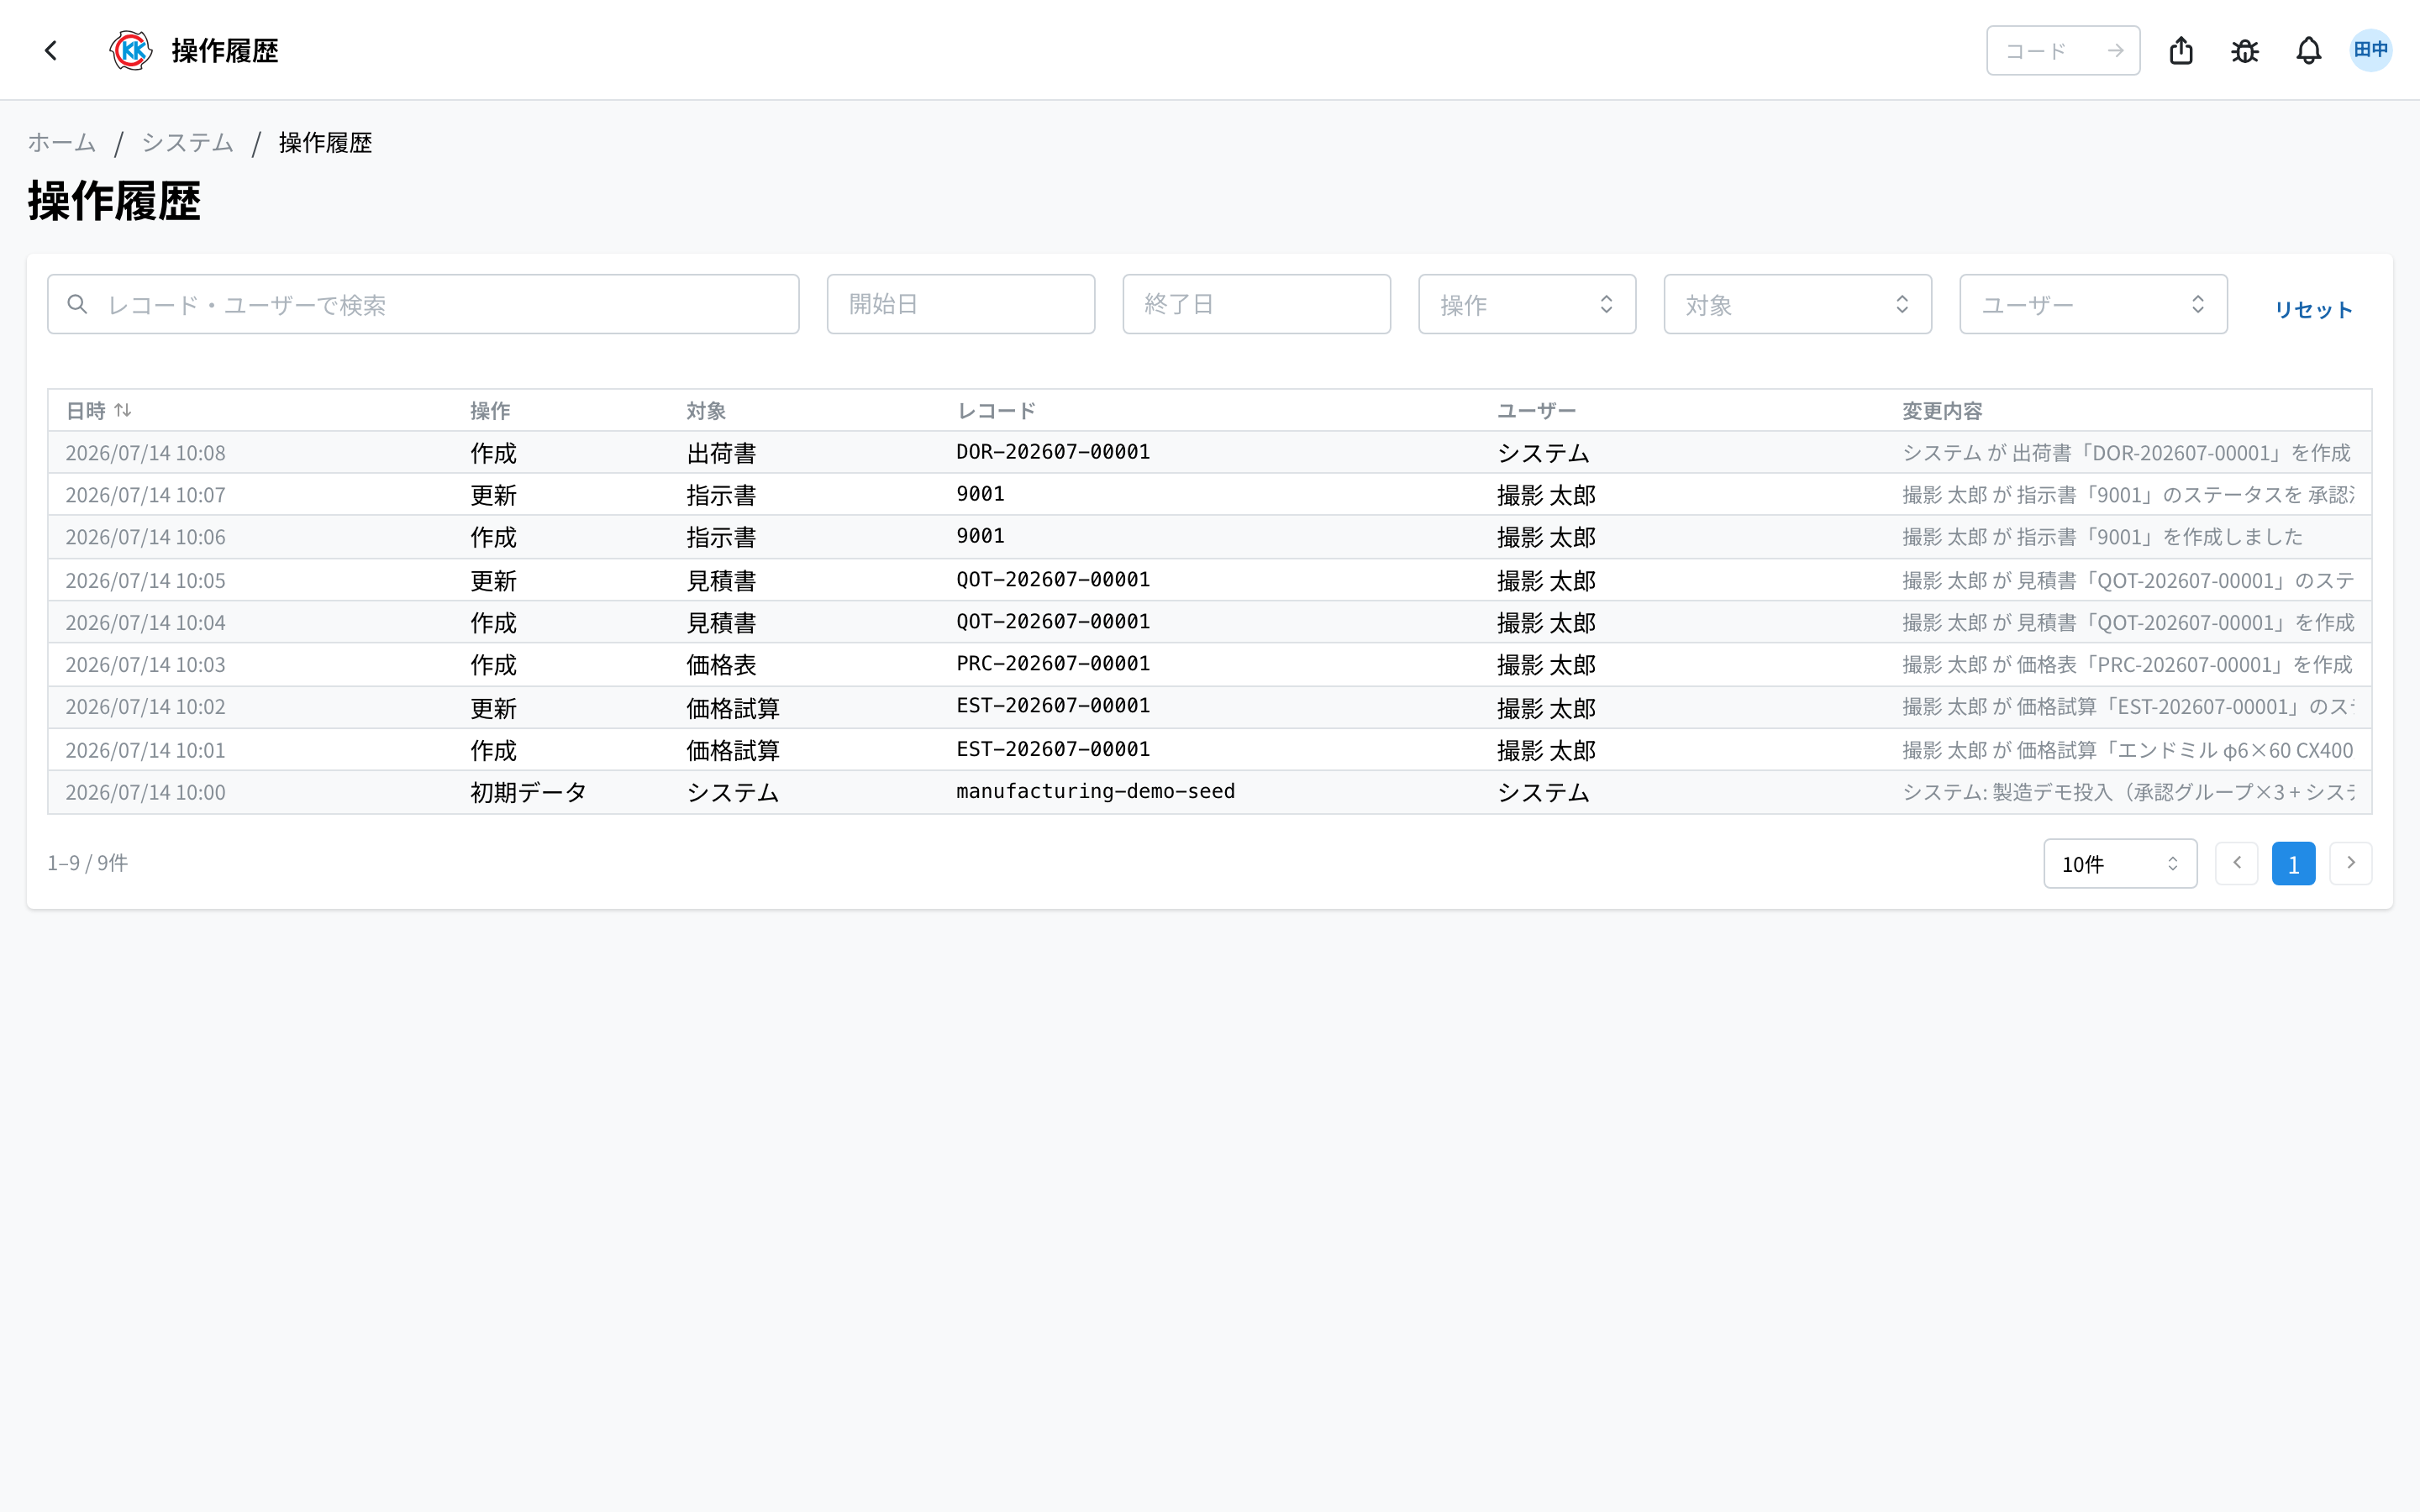 KK 操作履歴 コード 田中
ホーム / システム / 操作履歴
操作履歴
レコード・ユーザーで検索 開始日 終了日 操作 対象 ユーザー リセット
日時 操作 対象 レコード ユーザー 変更内容
2026/07/14 10:08 作成 出荷書 DOR-202607-00001 システム システム が 出荷書「DOR-202607-00001」を作成
2026/07/14 10:07 更新 指示書 9001 撮影 太郎 撮影 太郎 が 指示書「9001」のステータスを 承認
2026/07/14 10:06 作成 指示書 9001 撮影 太郎 撮影 太郎 が 指示書「9001」を作成しました
2026/07/14 10:05 更新 見積書 QOT-202607-00001 撮影 太郎 撮影 太郎 が 見積書「QOT-202607-00001」のステ
2026/07/14 10:04 作成 見積書 QOT-202607-00001 撮影 太郎 撮影 太郎 が 見積書「QOT-202607-00001」を作成
2026/07/14 10:03 作成 価格表 PRC-202607-00001 撮影 太郎 撮影 太郎 が 価格表「PRC-202607-00001」を作成
2026/07/14 10:02 更新 価格試算 EST-202607-00001 撮影 太郎 撮影 太郎 が 価格試算「EST-202607-00001」のス
2026/07/14 10:01 作成 価格試算 EST-202607-00001 撮影 太郎 撮影 太郎 が 価格試算「エンドミル φ6×60 CX400
2026/07/14 10:00 初期データ システム manufacturing-demo-seed システム システム: 製造デモ投入（承認グループ×3 + シス
1–9 / 9件 10件 1